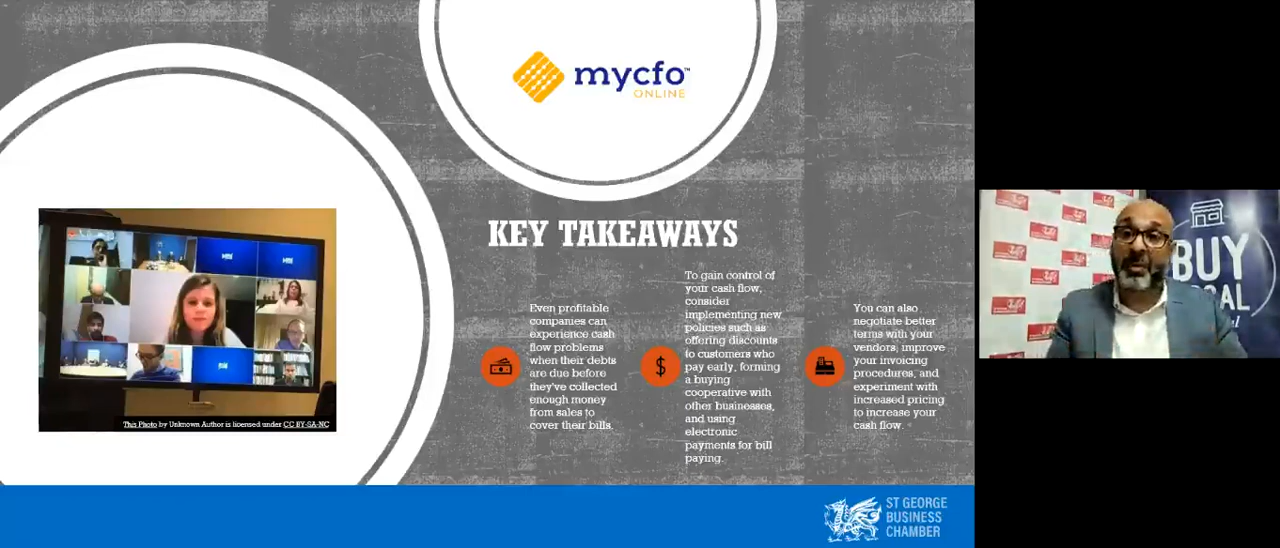 mycfo™
ONLINE
KEY TAKEAWAYS
Even profitable
companies can
experience cash
flow problems
when their debts
are due before
they've collected
enough money
from sales to
cover their bills.
To gain control of
your cash flow,
consider
implementing new
policies such as
offering discounts
to customers who
pay early, forming
a buying
cooperative with
other businesses,
and using
electronic
payments for bill
paying.
You can also
negotiate better
terms with your
vendors, improve
your invoicing
procedures, and
experiment with
increased pricing
to increase your
cash flow.
This Photo by Unknown Author is licensed under CC BY-SA-NC
ST GEORGE
BUSINESS
CHAMBER
BUY